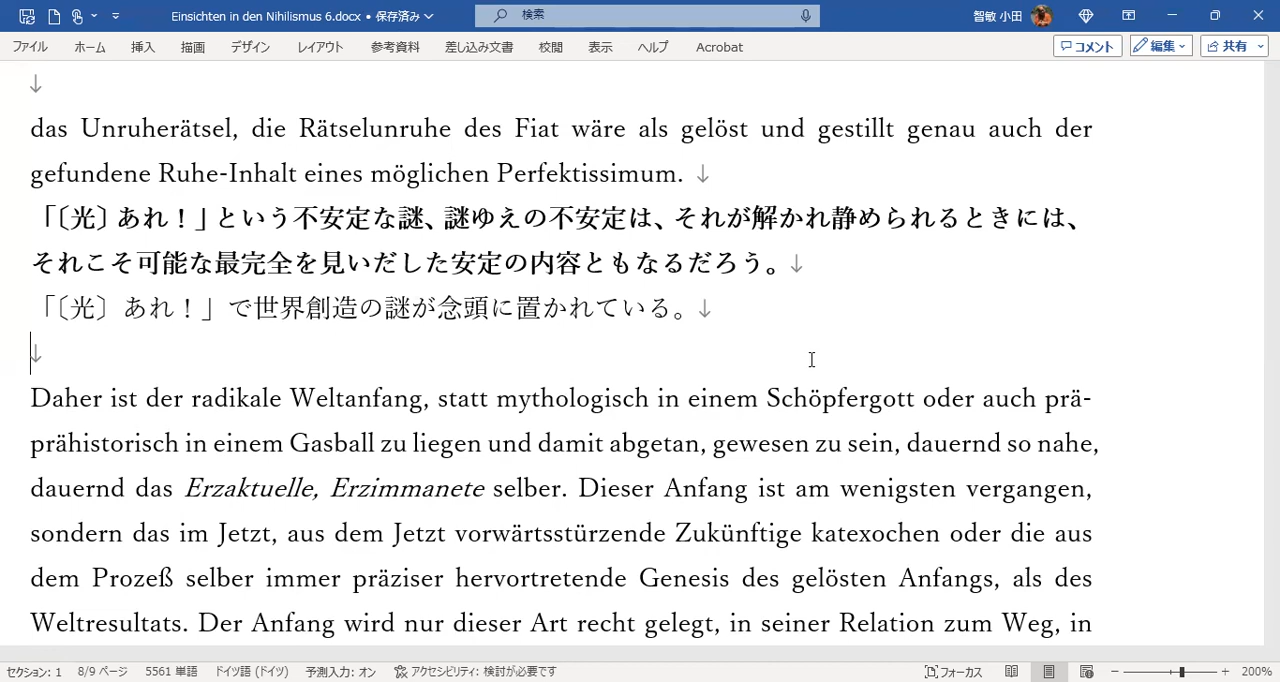 Einsichten in den Nihilismus 6.docx • 保存済み
検索
智敏 小田
ファイル ホーム 挿入 描画 デザイン レイアウト 参考資料 差し込み文書 校閲 表示 ヘルプ Acrobat
コメント 編集 共有
↓
das Unruherätsel, die Rätselunruhe des Fiat wäre als gelöst und gestillt genau auch der
gefundene Ruhe-Inhalt eines möglichen Perfektissimum. ↓
「〔光〕あれ！」という不安定な謎、謎ゆえの不安定は、それが解かれ静められるときには、
それこそ可能な最完全を見いだした安定の内容ともなるだろう。↓
「〔光〕あれ！」で世界創造の謎が念頭に置かれている。↓
↓
Daher ist der radikale Weltanfang, statt mythologisch in einem Schöpfergott oder auch prä-
prähistorisch in einem Gasball zu liegen und damit abgetan, gewesen zu sein, dauernd so nahe,
dauernd das Erzaktuelle, Erzimmanete selber. Dieser Anfang ist am wenigsten vergangen,
sondern das im Jetzt, aus dem Jetzt vorwärtsstürzende Zukünftige katexochen oder die aus
dem Prozeß selber immer präziser hervortretende Genesis des gelösten Anfangs, als des
Weltresultats. Der Anfang wird nur dieser Art recht gelegt, in seiner Relation zum Weg, in
セクション: 1 8/9 ページ 5561 単語 ドイツ語 (ドイツ) 予測入力: オン アクセシビリティ: 検討が必要です
フォーカス
− + 200%